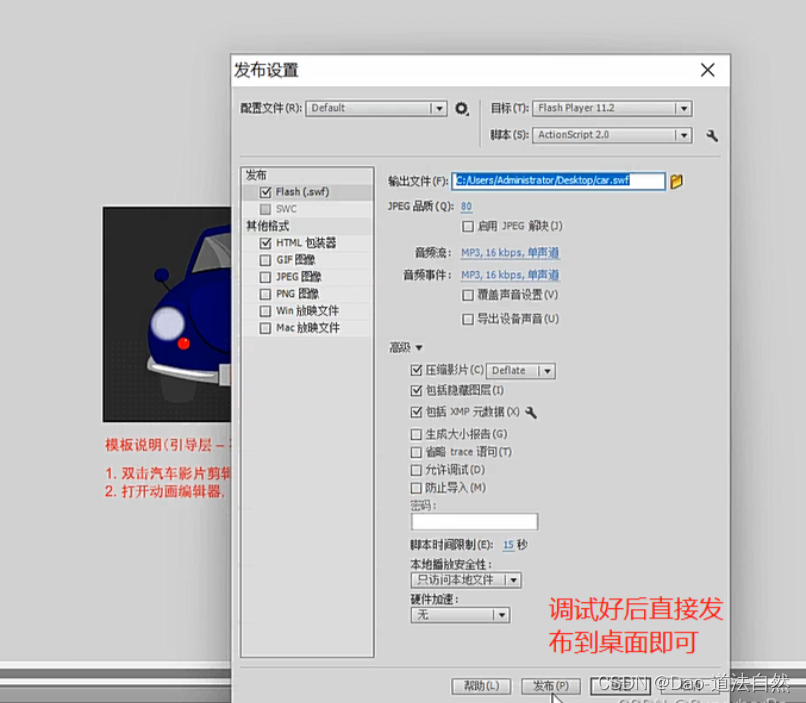 发布设置
配置文件(R): Default 目标(T): Flash Player 11.2
脚本(S): ActionScript 2.0
发布
Flash (.swf)
SWC
其他格式
HTML 包装器
GIF 图像
JPEG 图像
PNG 图像
Win 放映文件
Mac 放映文件
输出文件(F): C:/Users/Administrator/Desktop/car.swf
JPEG 品质(Q): 80
启用 JPEG 解块(J)
音频流: MP3, 16 kbps, 单声道
音频事件: MP3, 16 kbps, 单声道
覆盖声音设置(V)
导出设备声音(U)
高级
压缩影片(C) Deflate
包括隐藏图层(I)
包括 XMP 元数据(X)
生成大小报告(G)
省略 trace 语句(T)
允许调试(D)
防止导入(M)
密码:
脚本时间限制(E): 15 秒
本地播放安全性:
只访问本地文件
硬件加速:
无
模板说明(引导层 –
1. 双击汽车影片剪辑
2. 打开动画编辑器,
调试好后直接发
布到桌面即可
帮助(L) 发布(P)
CSDN @Dao-道法自然